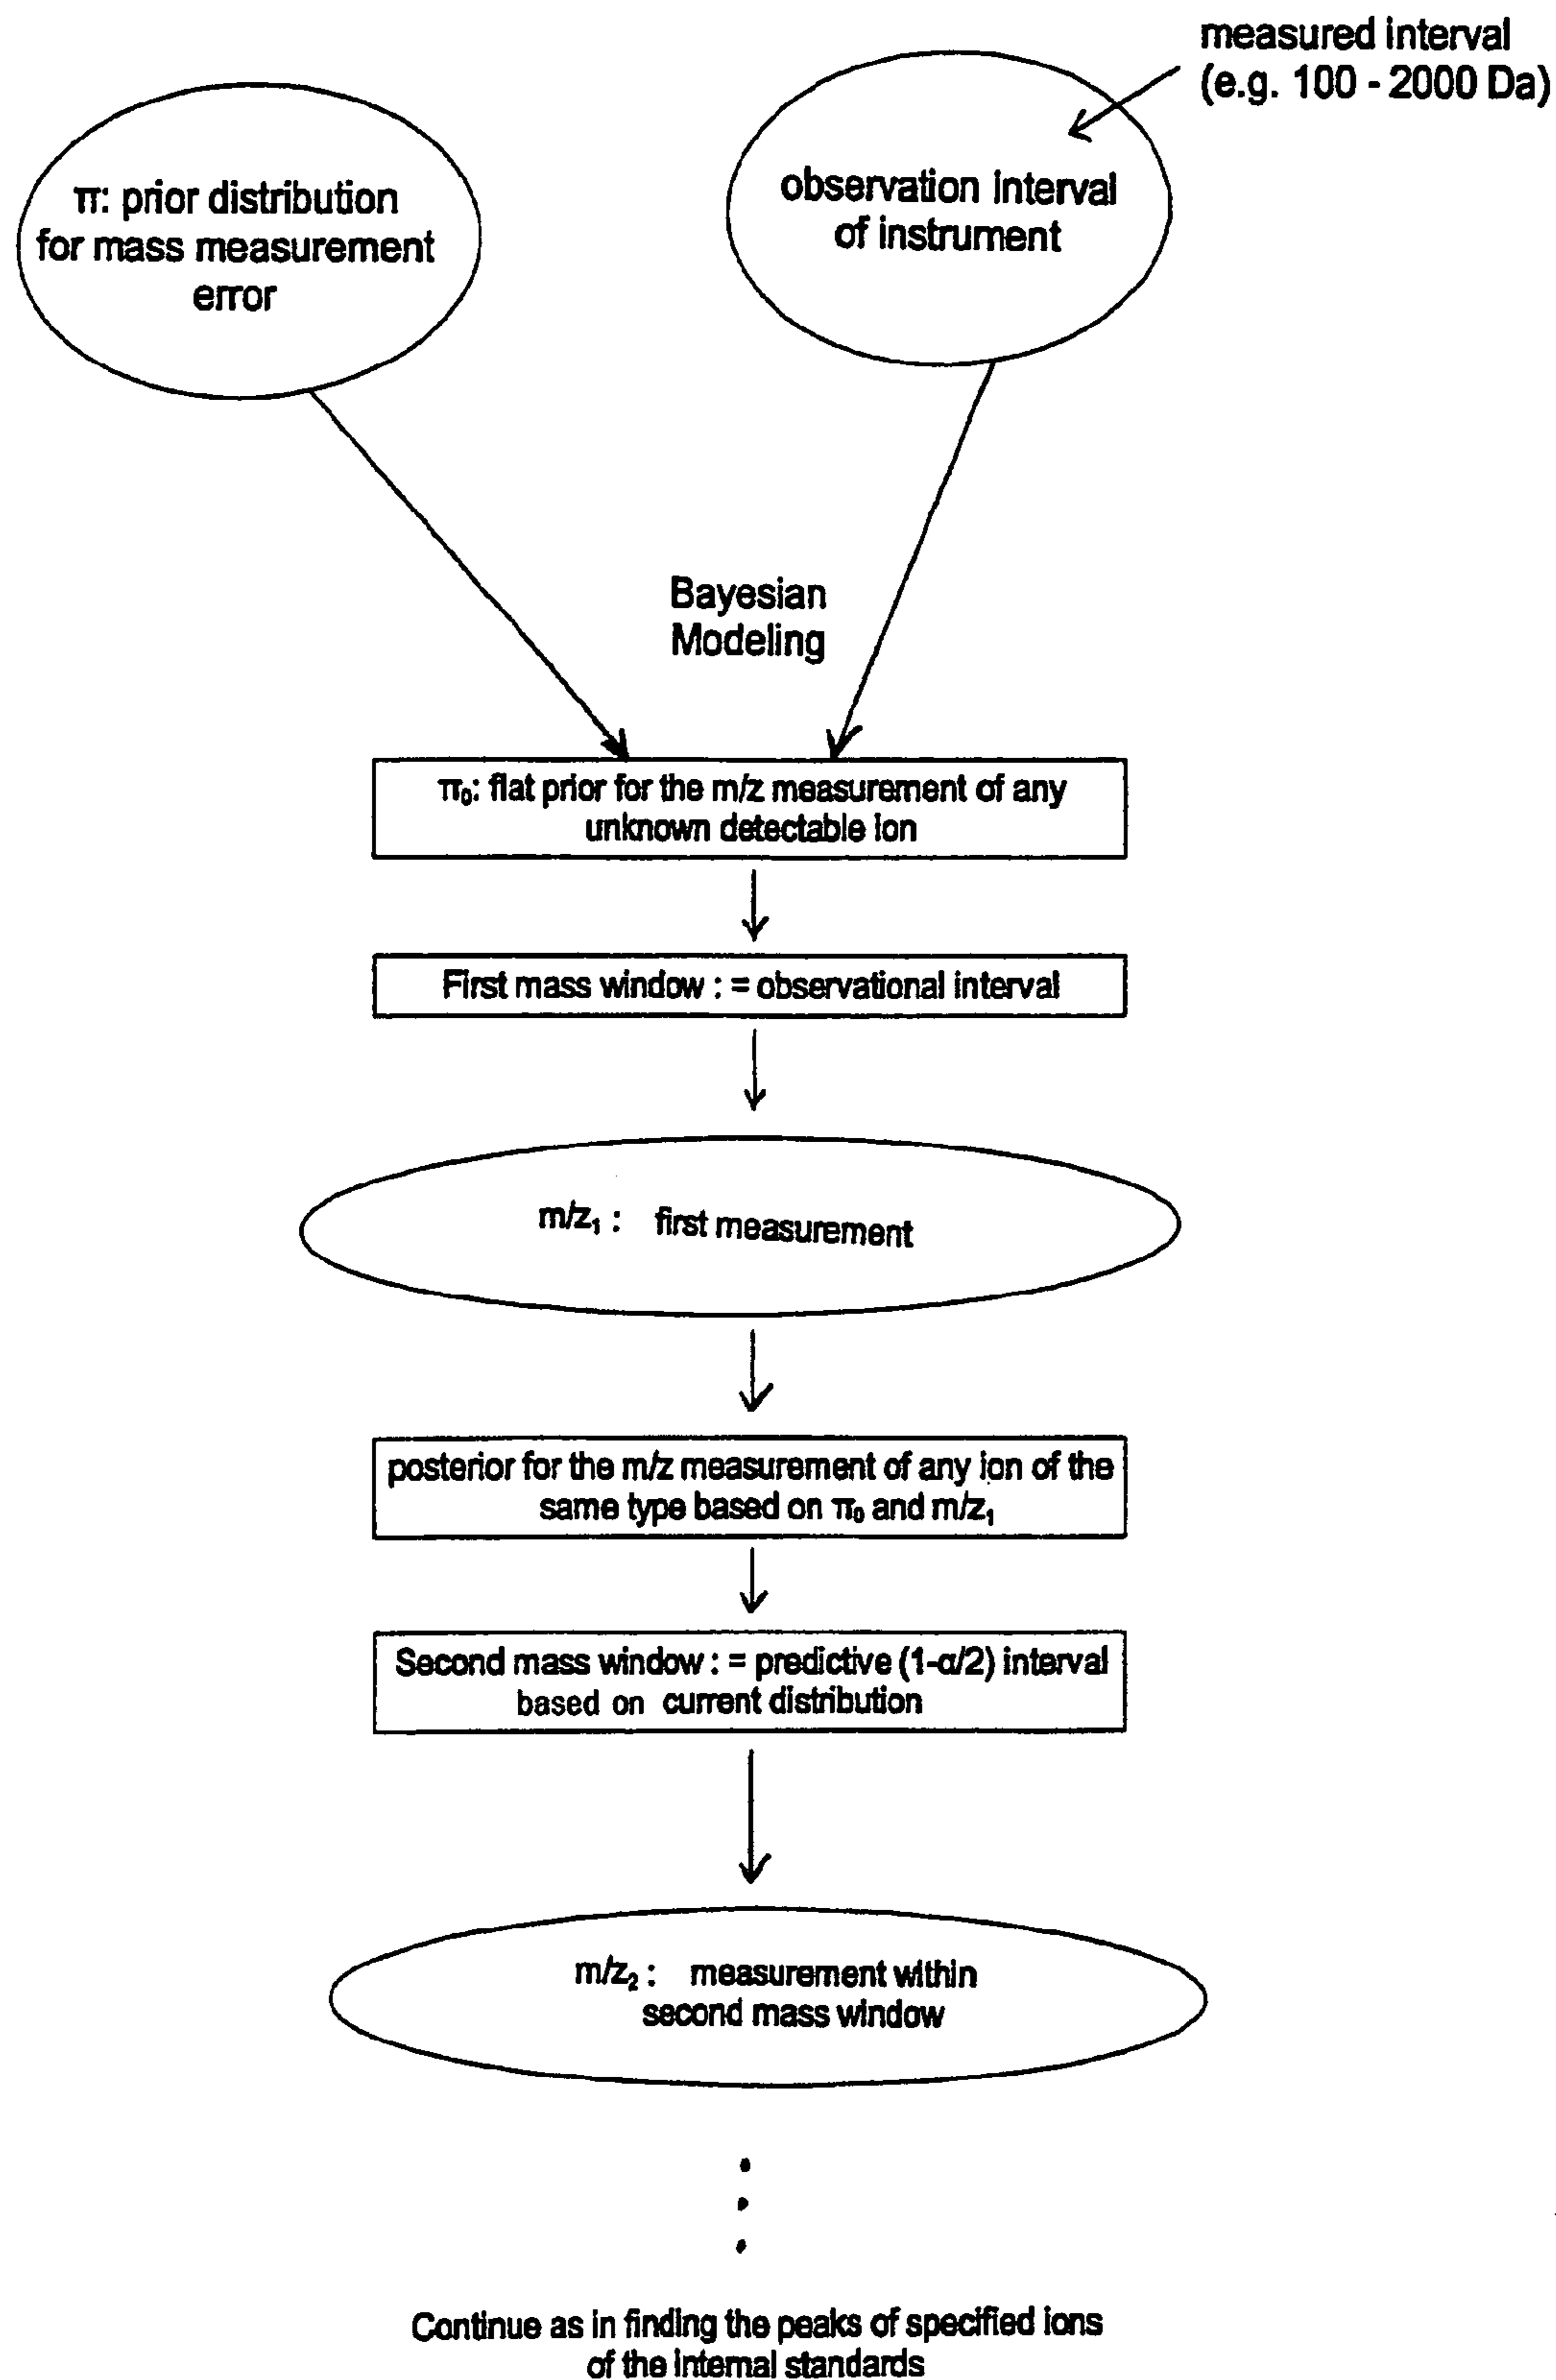 measured interval
(e.g. 100 - 2000 Da)
π: prior distribution
for mass measurement
error
observation interval
of instrument
Bayesian
Modeling
π₀: flat prior for the m/z measurement of any
unknown detectable ion
First mass window : = observational interval
m/z₁ : first measurement
posterior for the m/z measurement of any ion of the
same type based on π₀ and m/z₁
Second mass window : = predictive (1-α/2) interval
based on current distribution
m/z₂ : measurement within
second mass window
Continue as in finding the peaks of specified ions
of the internal standards